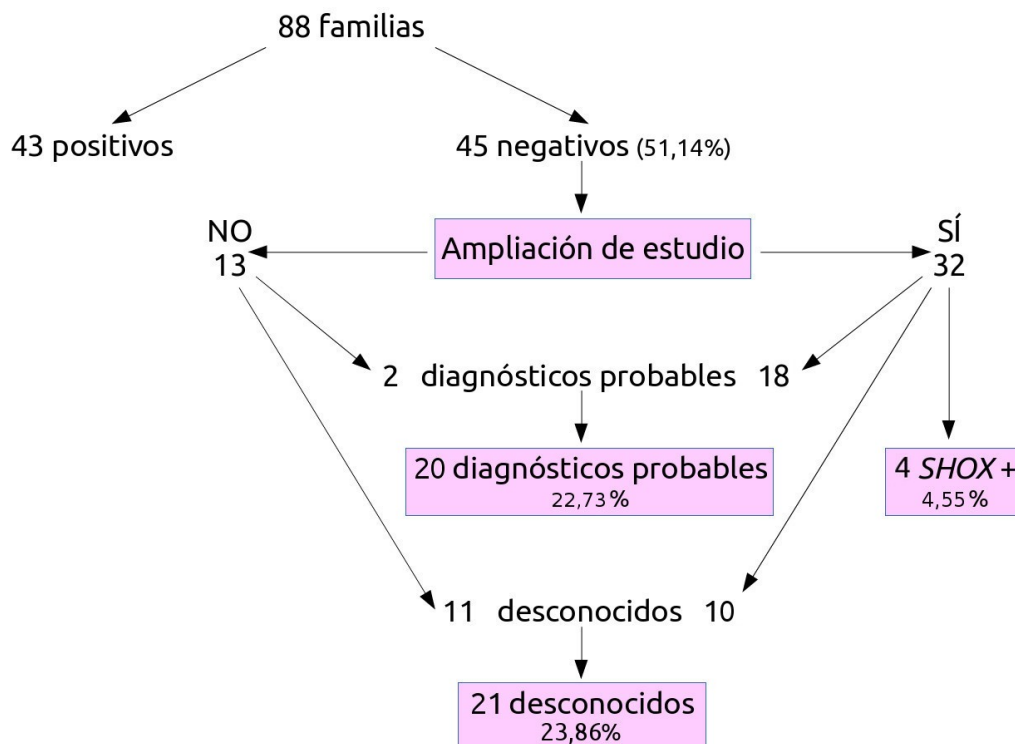 88 familias
43 positivos
45 negativos (51,14%)
NO
13
Ampliación de estudio
SÍ
32
2 diagnósticos probables 18
20 diagnósticos probables
22,73%
4 SHOX +
4,55 %
11 desconocidos 10
21 desconocidos
23,86%